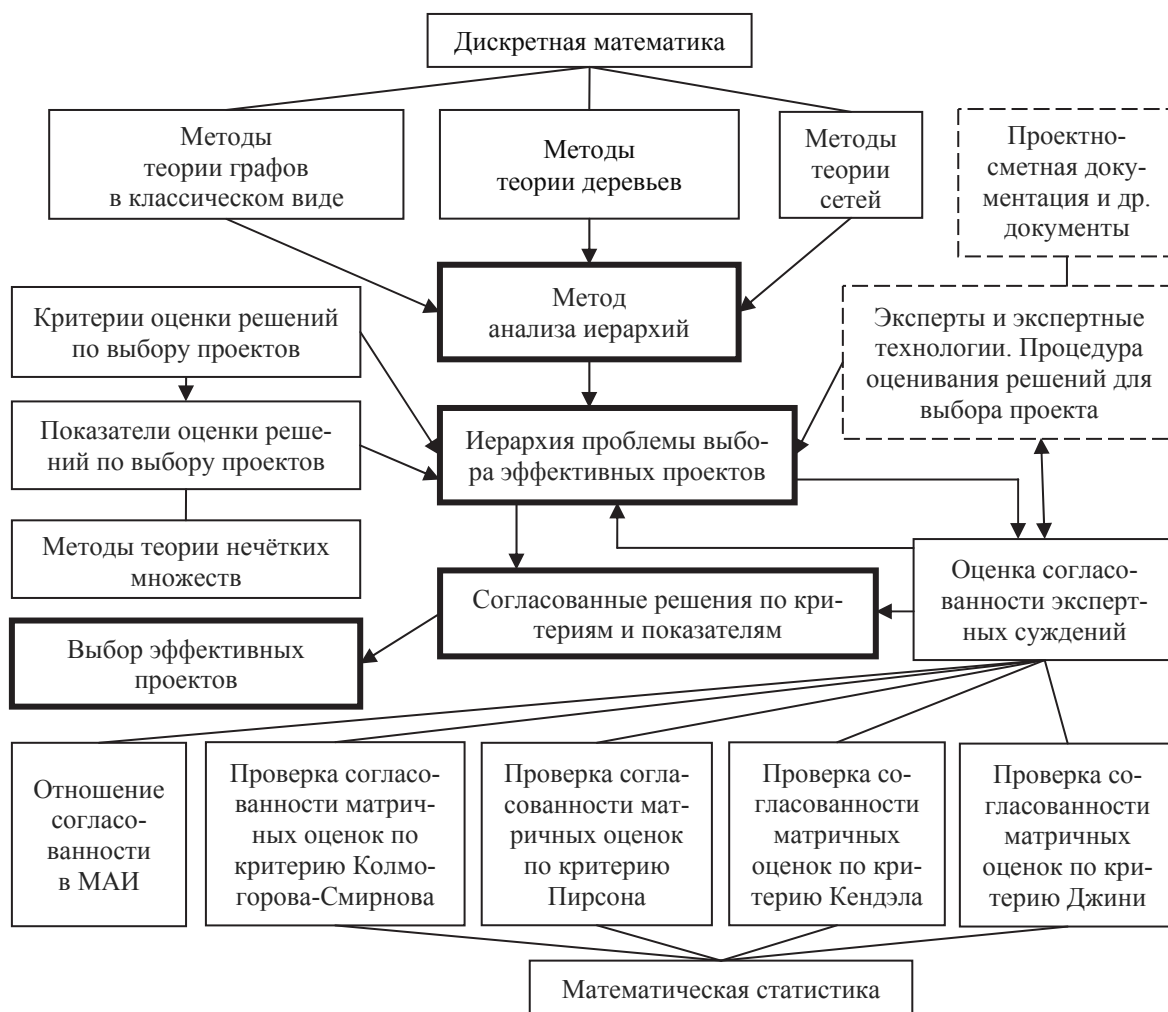 Дискретная математика
Методы
теории графов
в классическом виде
Методы
теории деревьев
Методы
теории
сетей
Проектно-
сметная доку-
ментация и др.
документы
Метод
анализа иерархий
Критерии оценки решений
по выбору проектов
Эксперты и экспертные
технологии. Процедура
оценивания решений для
выбора проекта
Показатели оценки реше-
ний по выбору проектов
Иерархия проблемы выбо-
ра эффективных проектов
Методы теории нечётких
множеств
Оценка согласо-
ванности эксперт-
ных суждений
Согласованные решения по кри-
териям и показателям
Выбор эффективных
проектов
Отношение
согласо-
ванности
в МАИ
Проверка согласо-
ванности матрич-
ных оценок по
критерию Колмо-
горова-Смирнова
Проверка согла-
сованности мат-
ричных оценок
по критерию
Пирсона
Проверка со-
гласованности
матричных
оценок по кри-
терию Кендэла
Проверка со-
гласованности
матричных
оценок по кри-
терию Джини
Математическая статистика